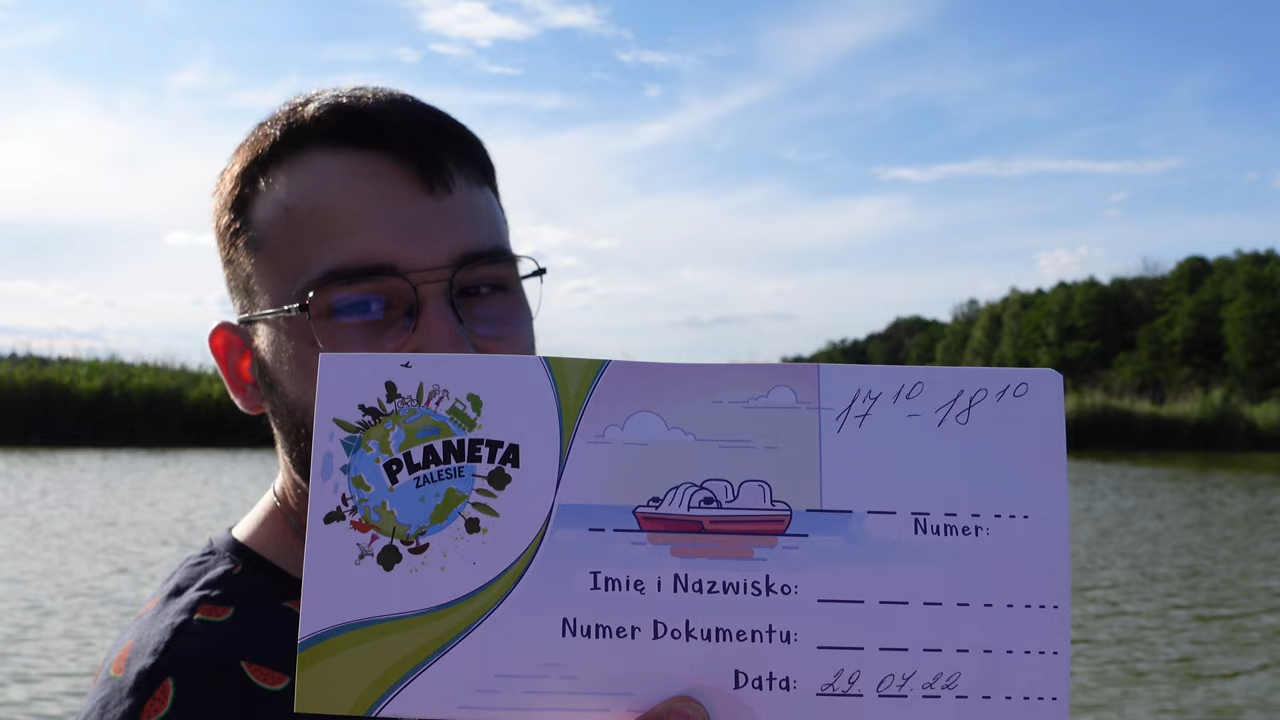 PLANETA
ZALESIE
17¹⁰ - 18¹⁰
Numer:
Imię i Nazwisko:
Numer Dokumentu:
Data: 29.07.22